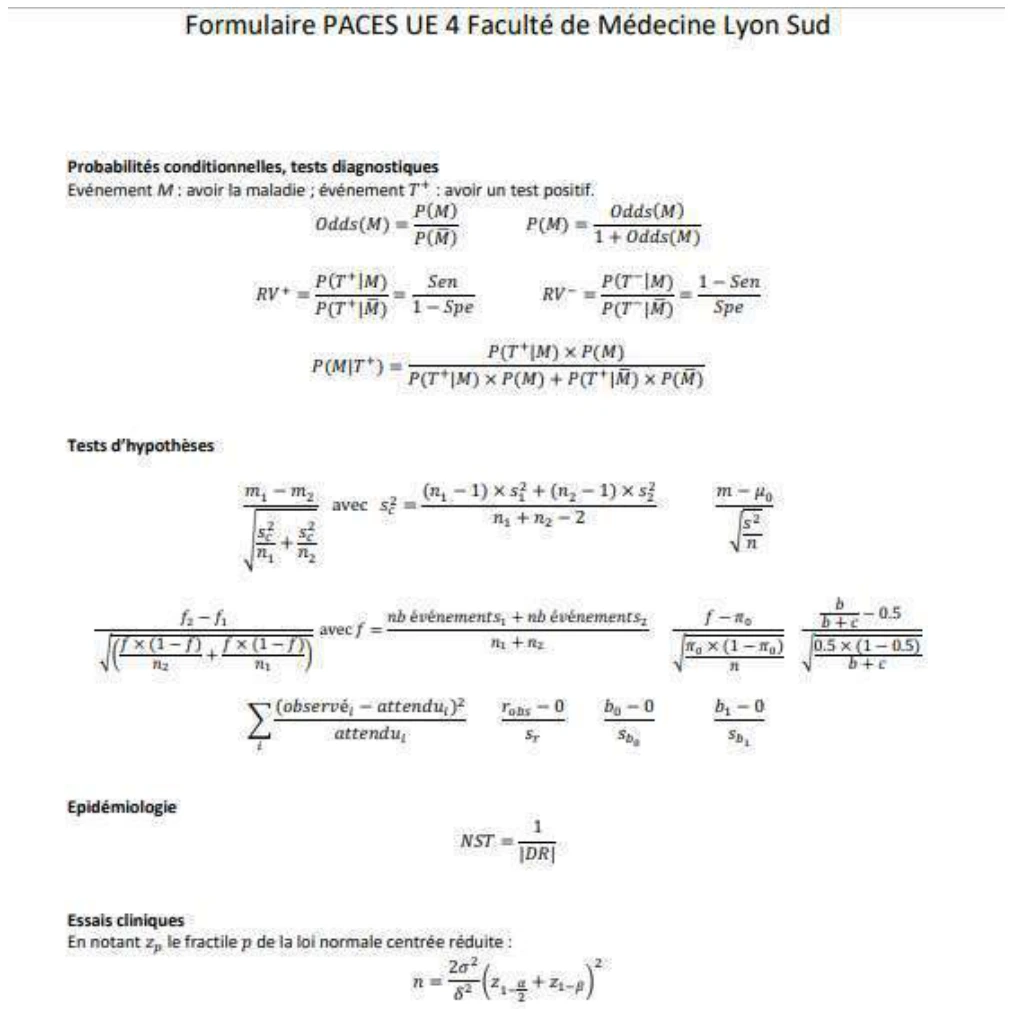 Formulaire PACES UE 4 Faculté de Médecine Lyon Sud
Probabilités conditionnelles, tests diagnostiques
Evénement M : avoir la maladie ; événement T⁺ : avoir un test positif.
Odds(M) = P(M) / P(M̅)    P(M) = Odds(M) / (1 + Odds(M))
RV⁺ = P(T⁺|M) / P(T⁺|M̅) = Sen / (1 − Spe)    RV⁻ = P(T⁻|M) / P(T⁻|M̅) = (1 − Sen) / Spe
P(M|T⁺) = (P(T⁺|M) × P(M)) / (P(T⁺|M) × P(M) + P(T⁺|M̅) × P(M̅))
Tests d'hypothèses
(m₁ − m₂) / √(s_c²/n₁ + s_c²/n₂) avec s_c² = ((n₁ − 1) × s₁² + (n₂ − 1) × s₂²) / (n₁ + n₂ − 2)    (m − μ₀) / √(s²/n)
(f₂ − f₁) / √((f × (1 − f)/n₂ + f × (1 − f)/n₁)) avec f = (nb événements₁ + nb événements₂) / (n₁ + n₂)    (f − π₀) / √(π₀ × (1 − π₀)/n)    (b/(b + c) − 0.5) / √(0.5 × (1 − 0.5)/(b + c))
∑_i (observé_i − attendu_i)² / attendu_i    (r_obs − 0) / s_r    (b₀ − 0) / s_b₀    (b₁ − 0) / s_b₁
Epidémiologie
NST = 1 / |DR|
Essais cliniques
En notant z_p le fractile p de la loi normale centrée réduite :
n = 2σ²/δ² (z_{1−α/2} + z_{1−β})²